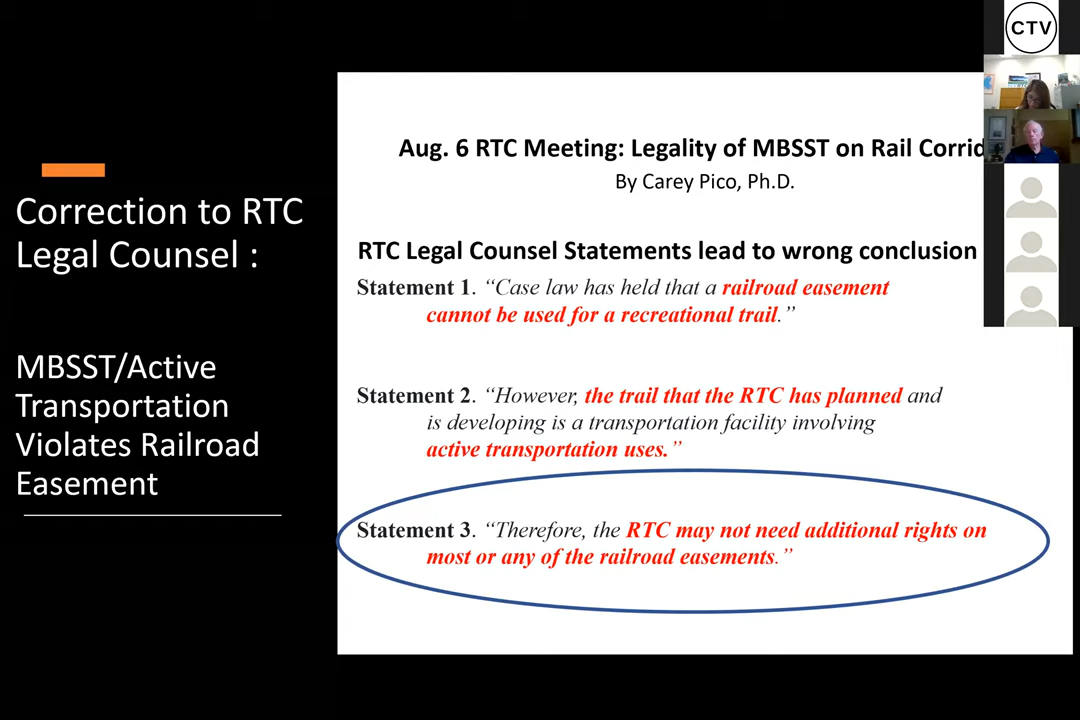 CTV
Correction to RTC
Legal Counsel :
MBSST/Active
Transportation
Violates Railroad
Easement
Aug. 6 RTC Meeting: Legality of MBSST on Rail Corrid
By Carey Pico, Ph.D.
RTC Legal Counsel Statements lead to wrong conclusion
Statement 1. “Case law has held that a railroad easement
cannot be used for a recreational trail.”
Statement 2. “However, the trail that the RTC has planned and
is developing is a transportation facility involving
active transportation uses.”
Statement 3. “Therefore, the RTC may not need additional rights on
most or any of the railroad easements.”